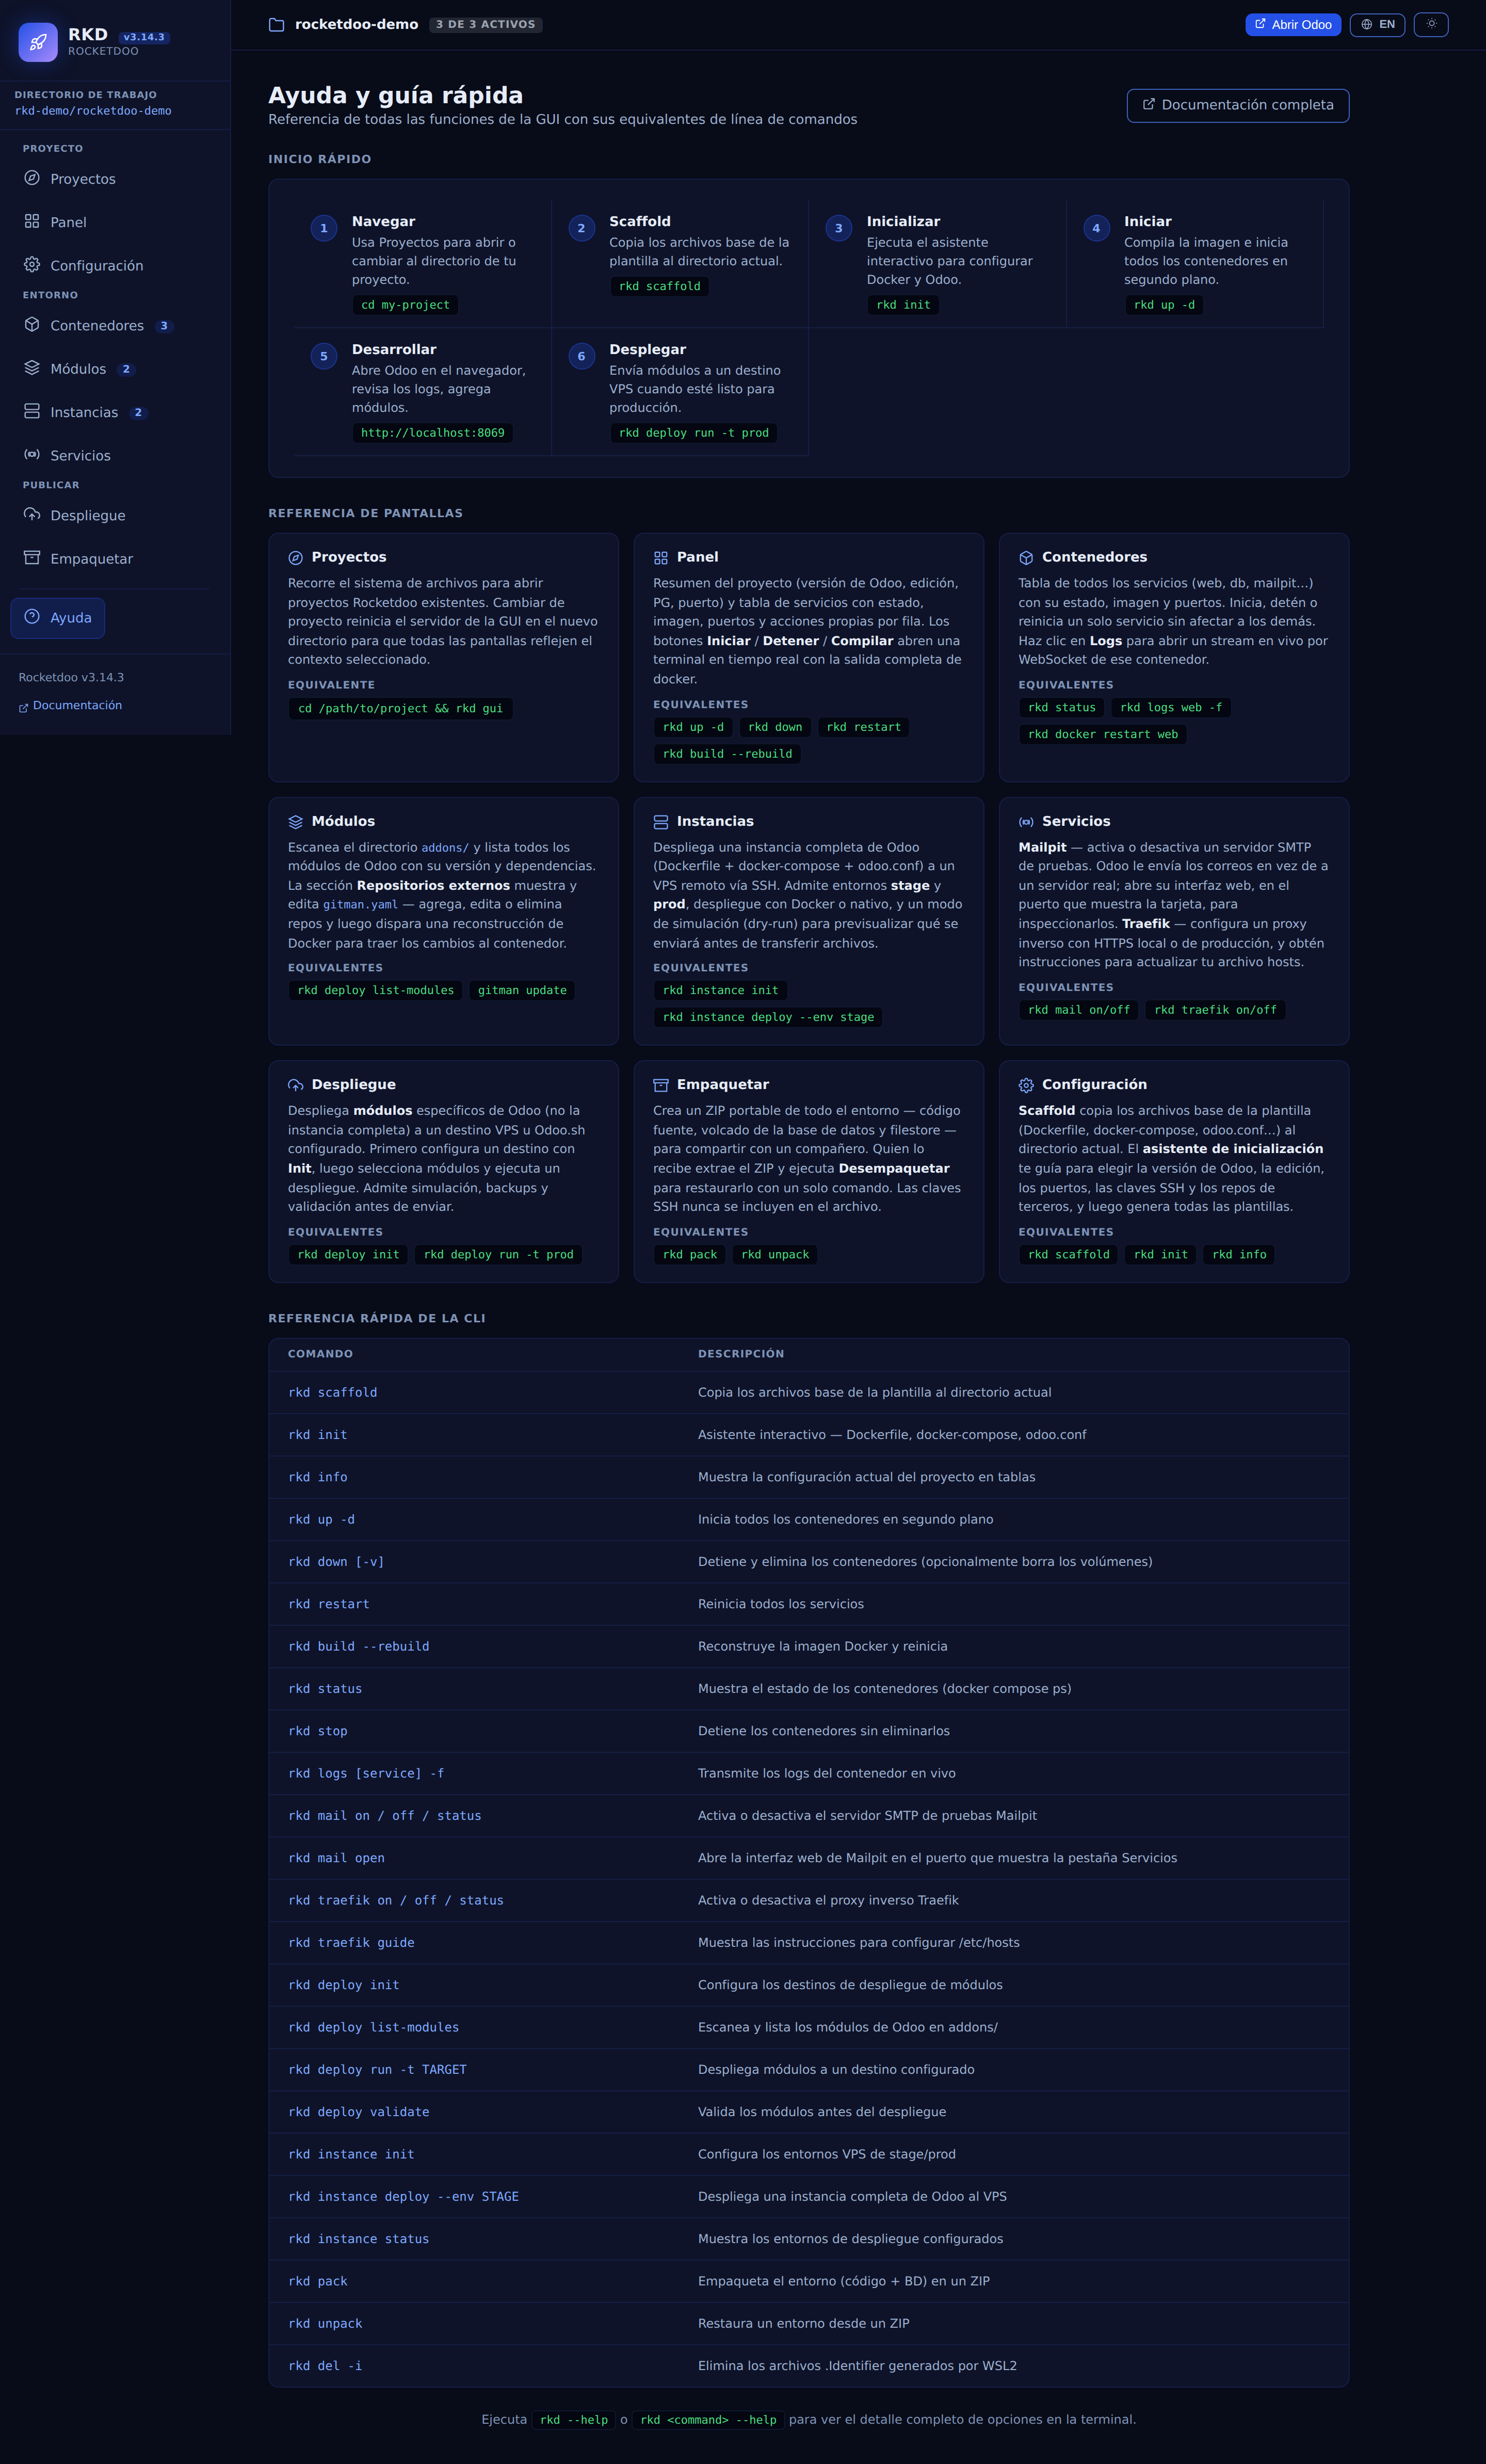 RKD v3.14.3
ROCKETDOO
DIRECTORIO DE TRABAJO
rkd-demo/rocketdoo-demo
PROYECTO
Proyectos
Panel
Configuración
ENTORNO
Contenedores 3
Módulos 2
Instancias 2
Servicios
PUBLICAR
Despliegue
Empaquetar
Ayuda
Rocketdoo v3.14.3
Documentación
rocketdoo-demo 3 DE 3 ACTIVOS
Abrir Odoo
EN
Ayuda y guía rápida
Referencia de todas las funciones de la GUI con sus equivalentes de línea de comandos
Documentación completa
INICIO RÁPIDO
1
Navegar
Usa Proyectos para abrir o
cambiar al directorio de tu
proyecto.
cd my-project
2
Scaffold
Copia los archivos base de la
plantilla al directorio actual.
rkd scaffold
3
Inicializar
Ejecuta el asistente
interactivo para configurar
Docker y Odoo.
rkd init
4
Iniciar
Compila la imagen e inicia
todos los contenedores en
segundo plano.
rkd up -d
5
Desarrollar
Abre Odoo en el navegador,
revisa los logs, agrega
módulos.
http://localhost:8069
6
Desplegar
Envía módulos a un destino
VPS cuando esté listo para
producción.
rkd deploy run -t prod
REFERENCIA DE PANTALLAS
Proyectos
Recorre el sistema de archivos para abrir
proyectos Rocketdoo existentes. Cambiar de
proyecto reinicia el servidor de la GUI en el nuevo
directorio para que todas las pantallas reflejen el
contexto seleccionado.
EQUIVALENTE
cd /path/to/project && rkd gui
Panel
Resumen del proyecto (versión de Odoo, edición,
PG, puerto) y tabla de servicios con estado,
imagen, puertos y acciones propias por fila. Los
botones Iniciar / Detener / Compilar abren una
terminal en tiempo real con la salida completa de
docker.
EQUIVALENTES
rkd up -d rkd down rkd restart
rkd build --rebuild
Contenedores
Tabla de todos los servicios (web, db, mailpit…)
con su estado, imagen y puertos. Inicia, detén o
reinicia un solo servicio sin afectar a los demás.
Haz clic en Logs para abrir un stream en vivo por
WebSocket de ese contenedor.
EQUIVALENTES
rkd status rkd logs web -f
rkd docker restart web
Módulos
Escanea el directorio addons/ y lista todos los
módulos de Odoo con su versión y dependencias.
La sección Repositorios externos muestra y
edita gitman.yaml — agrega, edita o elimina
repos y luego dispara una reconstrucción de
Docker para traer los cambios al contenedor.
EQUIVALENTES
rkd deploy list-modules gitman update
Instancias
Despliega una instancia completa de Odoo
(Dockerfile + docker-compose + odoo.conf) a un
VPS remoto vía SSH. Admite entornos stage y
prod, despliegue con Docker o nativo, y un modo
de simulación (dry-run) para previsualizar qué se
enviará antes de transferir archivos.
EQUIVALENTES
rkd instance init
rkd instance deploy --env stage
Servicios
Mailpit — activa o desactiva un servidor SMTP
de pruebas. Odoo le envía los correos en vez de a
un servidor real; abre su interfaz web, en el
puerto que muestra la tarjeta, para
inspeccionarlos. Traefik — configura un proxy
inverso con HTTPS local o de producción, y obtén
instrucciones para actualizar tu archivo hosts.
EQUIVALENTES
rkd mail on/off rkd traefik on/off
Despliegue
Despliega módulos específicos de Odoo (no la
instancia completa) a un destino VPS u Odoo.sh
configurado. Primero configura un destino con
Init, luego selecciona módulos y ejecuta un
despliegue. Admite simulación, backups y
validación antes de enviar.
EQUIVALENTES
rkd deploy init rkd deploy run -t prod
Empaquetar
Crea un ZIP portable de todo el entorno — código
fuente, volcado de la base de datos y filestore —
para compartir con un compañero. Quien lo
recibe extrae el ZIP y ejecuta Desempaquetar
para restaurarlo con un solo comando. Las claves
SSH nunca se incluyen en el archivo.
EQUIVALENTES
rkd pack rkd unpack
Configuración
Scaffold copia los archivos base de la plantilla
(Dockerfile, docker-compose, odoo.conf…) al
directorio actual. El asistente de inicialización
te guía para elegir la versión de Odoo, la edición,
los puertos, las claves SSH y los repos de
terceros, y luego genera todas las plantillas.
EQUIVALENTES
rkd scaffold rkd init rkd info
REFERENCIA RÁPIDA DE LA CLI
COMANDO DESCRIPCIÓN
rkd scaffold Copia los archivos base de la plantilla al directorio actual
rkd init Asistente interactivo — Dockerfile, docker-compose, odoo.conf
rkd info Muestra la configuración actual del proyecto en tablas
rkd up -d Inicia todos los contenedores en segundo plano
rkd down [-v] Detiene y elimina los contenedores (opcionalmente borra los volúmenes)
rkd restart Reinicia todos los servicios
rkd build --rebuild Reconstruye la imagen Docker y reinicia
rkd status Muestra el estado de los contenedores (docker compose ps)
rkd stop Detiene los contenedores sin eliminarlos
rkd logs [service] -f Transmite los logs del contenedor en vivo
rkd mail on / off / status Activa o desactiva el servidor SMTP de pruebas Mailpit
rkd mail open Abre la interfaz web de Mailpit en el puerto que muestra la pestaña Servicios
rkd traefik on / off / status Activa o desactiva el proxy inverso Traefik
rkd traefik guide Muestra las instrucciones para configurar /etc/hosts
rkd deploy init Configura los destinos de despliegue de módulos
rkd deploy list-modules Escanea y lista los módulos de Odoo en addons/
rkd deploy run -t TARGET Despliega módulos a un destino configurado
rkd deploy validate Valida los módulos antes del despliegue
rkd instance init Configura los entornos VPS de stage/prod
rkd instance deploy --env STAGE Despliega una instancia completa de Odoo al VPS
rkd instance status Muestra los entornos de despliegue configurados
rkd pack Empaqueta el entorno (código + BD) en un ZIP
rkd unpack Restaura un entorno desde un ZIP
rkd del -i Elimina los archivos .Identifier generados por WSL2
Ejecuta rkd --help o rkd <command> --help para ver el detalle completo de opciones en la terminal.